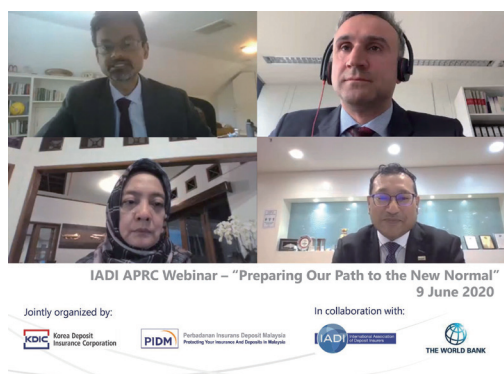 IADI APRC Webinar – “Preparing Our Path to the New Normal”
9 June 2020
Jointly organized by:
In collaboration with:
KDIC
Korea Deposit
Insurance Corporation
PIDM
Perbadanan Insurans Deposit Malaysia
Protecting Your Insurance And Deposits In Malaysia
IADI
International Association
of Deposit Insurers
THE WORLD BANK